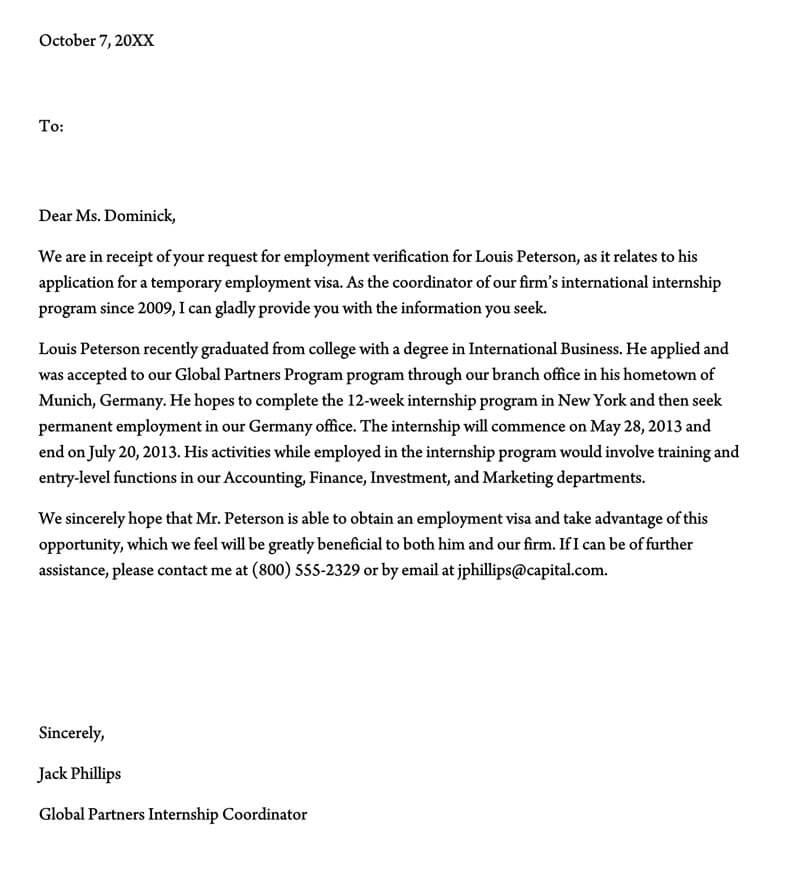 October 7, 20XX
To:
Dear Ms. Dominick,
We are in receipt of your request for employment verification for Louis Peterson, as it relates to his
application for a temporary employment visa. As the coordinator of our firm’s international internship
program since 2009, I can gladly provide you with the information you seek.
Louis Peterson recently graduated from college with a degree in International Business. He applied and
was accepted to our Global Partners Program program through our branch office in his hometown of
Munich, Germany. He hopes to complete the 12-week internship program in New York and then seek
permanent employment in our Germany office. The internship will commence on May 28, 2013 and
end on July 20, 2013. His activities while employed in the internship program would involve training and
entry-level functions in our Accounting, Finance, Investment, and Marketing departments.
We sincerely hope that Mr. Peterson is able to obtain an employment visa and take advantage of this
opportunity, which we feel will be greatly beneficial to both him and our firm. If I can be of further
assistance, please contact me at (800) 555-2329 or by email at jphillips@capital.com.
Sincerely,
Jack Phillips
Global Partners Internship Coordinator